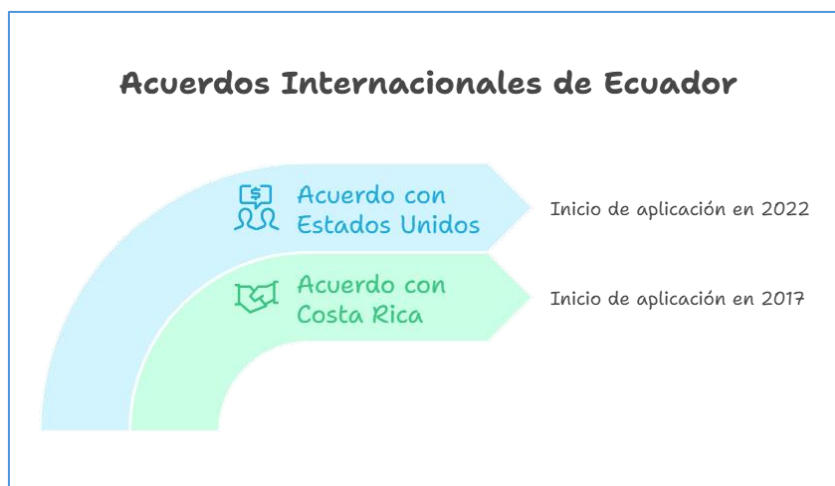 Acuerdos Internacionales de Ecuador
$
Acuerdo con
Estados Unidos
Inicio de aplicación en 2022
Acuerdo con
Costa Rica
Inicio de aplicación en 2017